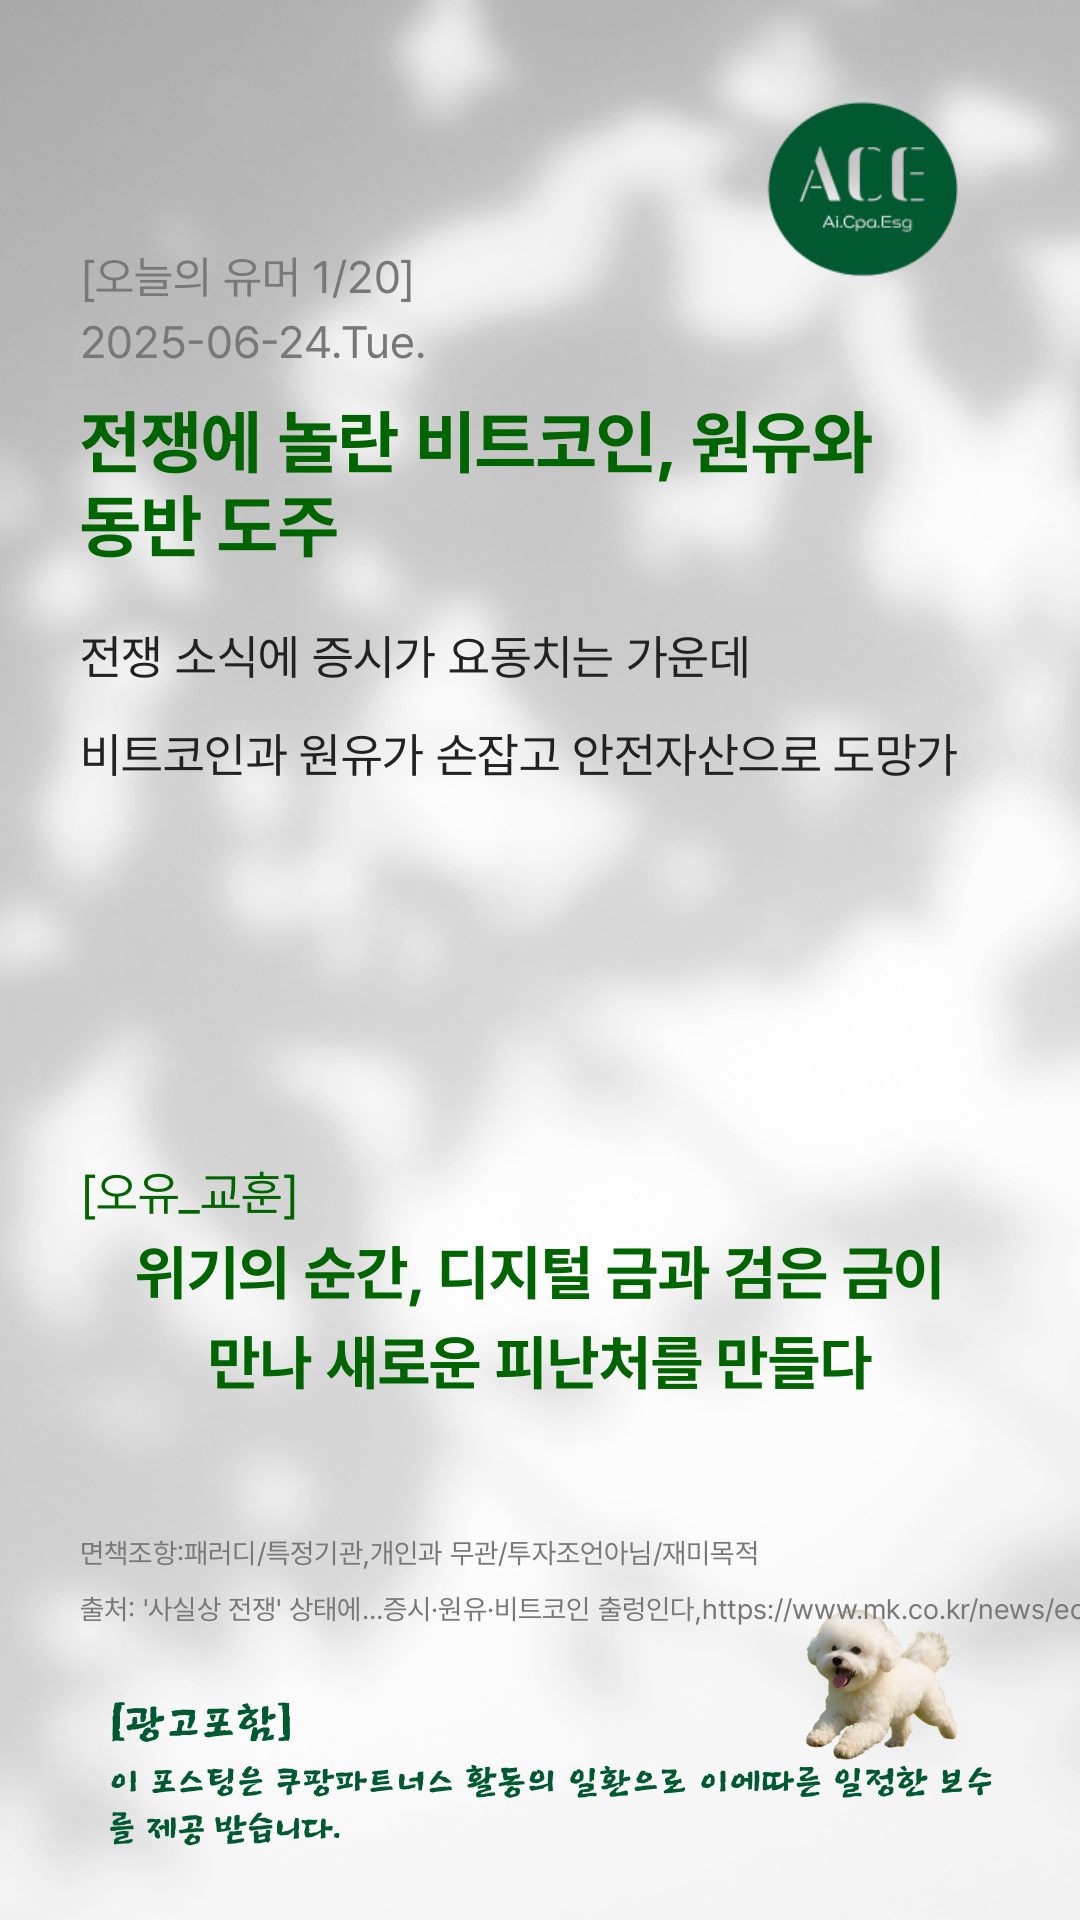 ACE
Ai.Cpa.Esg
[오늘의 유머 1/20]
2025-06-24.Tue.
전쟁에 놀란 비트코인, 원유와
동반 도주
전쟁 소식에 증시가 요동치는 가운데
비트코인과 원유가 손잡고 안전자산으로 도망가
[오유_교훈]
위기의 순간, 디지털 금과 검은 금이
만나 새로운 피난처를 만들다
면책조항:패러디/특정기관,개인과 무관/투자조언아님/재미목적
출처: '사실상 전쟁' 상태에...증시·원유·비트코인 출렁인다,https://www.mk.co.kr/news/ec
[광고포함]
이 포스팅은 쿠팡파트너스 활동의 일환으로 이에따른 일정한 보수
를 제공 받습니다.